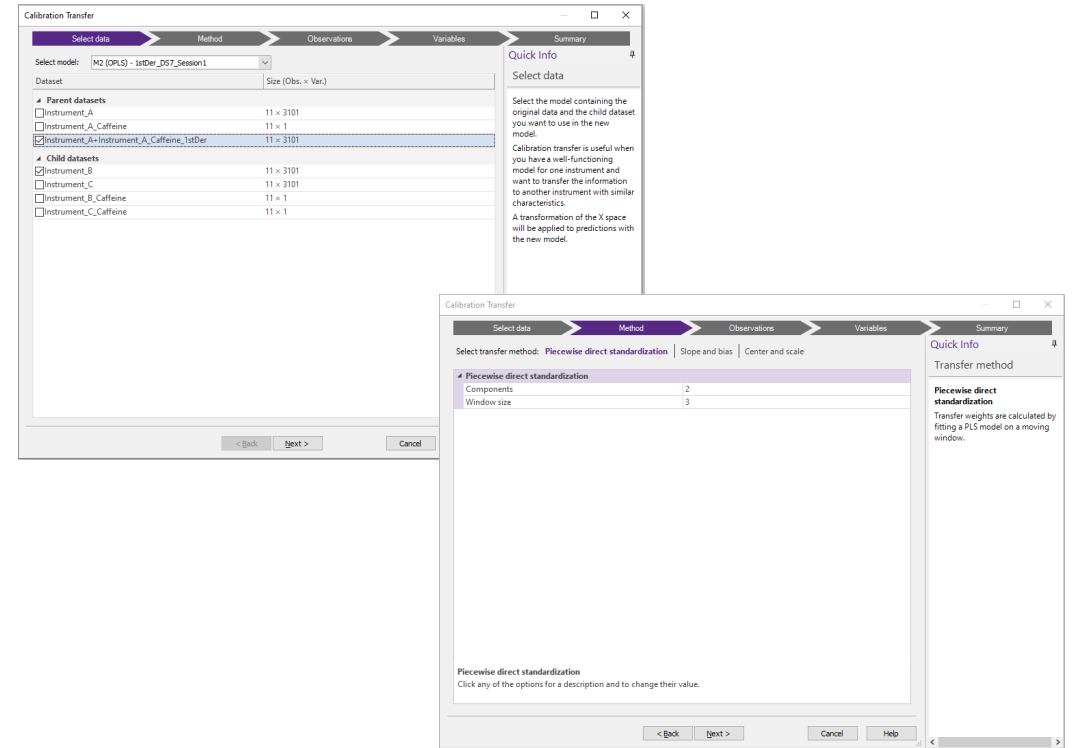 Calibration Transfer
Select data Method Observations Variables Summary
Select model: M2 (OPLS) - 1stDer_DS7_Session1
Dataset Size (Obs. × Var.)
Parent datasets
Instrument_A 11 × 3101
Instrument_A_Caffeine 11 × 1
Instrument_A+Instrument_A_Caffeine_1stDer 11 × 3101
Child datasets
Instrument_B 11 × 3101
Instrument_C 11 × 3101
Instrument_B_Caffeine 11 × 1
Instrument_C_Caffeine 11 × 1
Quick Info
Select data
Select the model containing the
original data and the child dataset
you want to use in the new
model.
Calibration transfer is useful when
you have a well-functioning
model for one instrument and
want to transfer the information
to another instrument with similar
characteristics.
A transformation of the X space
will be applied to predictions with
the new model.
< Back Next > Cancel
Calibration Transfer
Select data Method Observations Variables Summary
Select transfer method: Piecewise direct standardization Slope and bias Center and scale
Piecewise direct standardization
Components 2
Window size 3
Quick Info
Transfer method
Piecewise direct
standardization
Transfer weights are calculated by
fitting a PLS model on a moving
window.
Piecewise direct standardization
Click any of the options for a description and to change their value.
< Back Next > Cancel Help